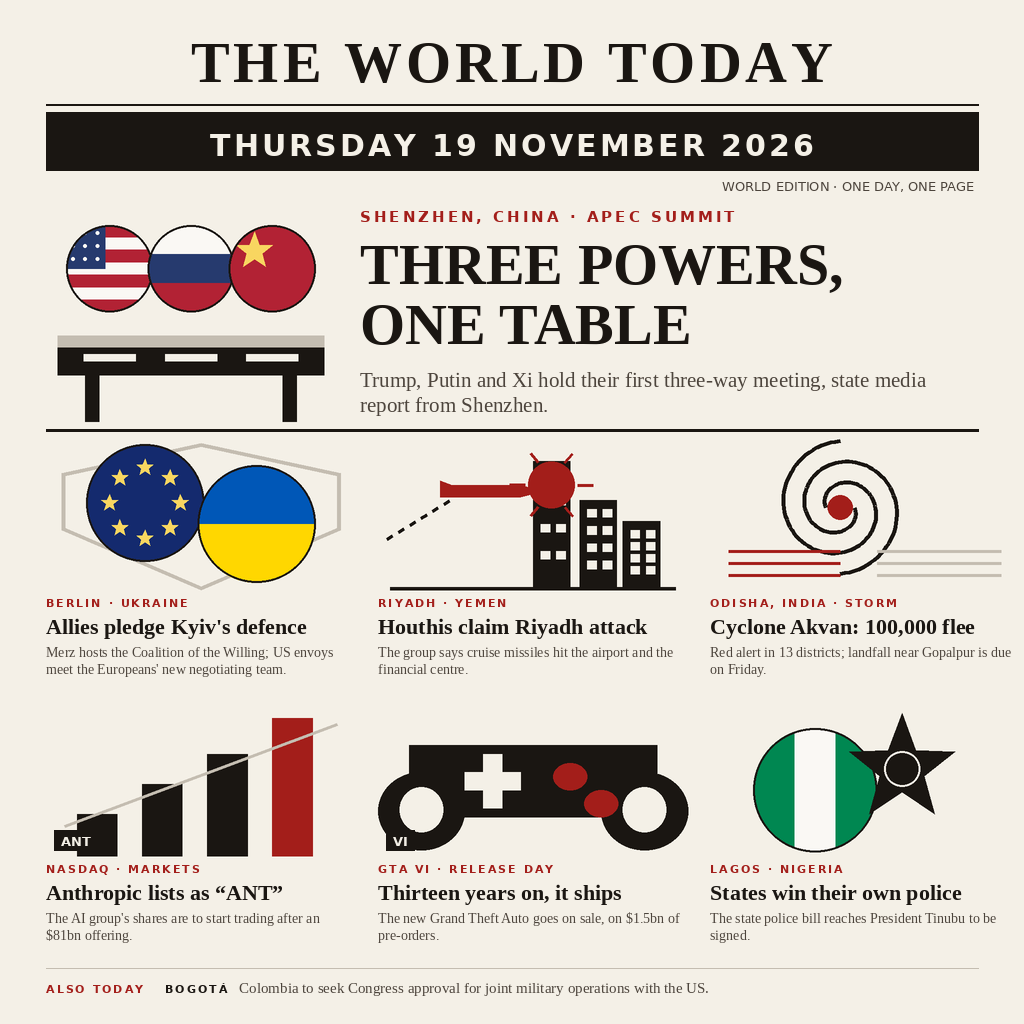 THE WORLD TODAY
THURSDAY 19 NOVEMBER 2026
WORLD EDITION · ONE DAY, ONE PAGE
SHENZHEN, CHINA · APEC SUMMIT
THREE POWERS,
ONE TABLE
Trump, Putin and Xi hold their first three-way meeting, state media
report from Shenzhen.
BERLIN · UKRAINE
Allies pledge Kyiv's defence
Merz hosts the Coalition of the Willing; US envoys
meet the Europeans' new negotiating team.
RIYADH · YEMEN
Houthis claim Riyadh attack
The group says cruise missiles hit the airport and the
financial centre.
ODISHA, INDIA · STORM
Cyclone Akvan: 100,000 flee
Red alert in 13 districts; landfall near Gopalpur is due
on Friday.
ANT
NASDAQ · MARKETS
Anthropic lists as “ANT”
The AI group's shares are to start trading after an
$81bn offering.
VI
GTA VI · RELEASE DAY
Thirteen years on, it ships
The new Grand Theft Auto goes on sale, on $1.5bn of
pre-orders.
LAGOS · NIGERIA
States win their own police
The state police bill reaches President Tinubu to be
signed.
ALSO TODAY BOGOTÁ Colombia to seek Congress approval for joint military operations with the US.